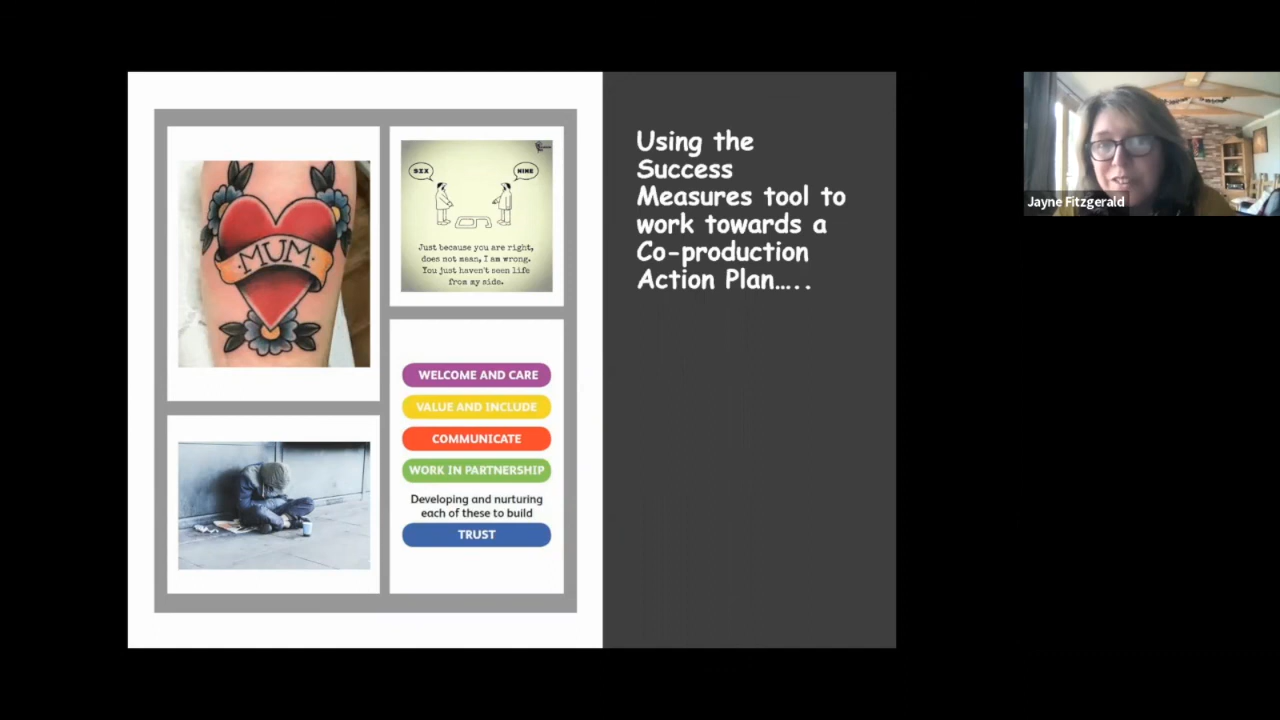 MUM
SIX
NINE
Just because you are right,
does not mean, I am wrong.
You just haven't seen life
from my side.
WELCOME AND CARE
VALUE AND INCLUDE
COMMUNICATE
WORK IN PARTNERSHIP
Developing and nurturing
each of these to build
TRUST
Using the
Success
Measures tool to
work towards a
Co-production
Action Plan…..
Jayne Fitzgerald